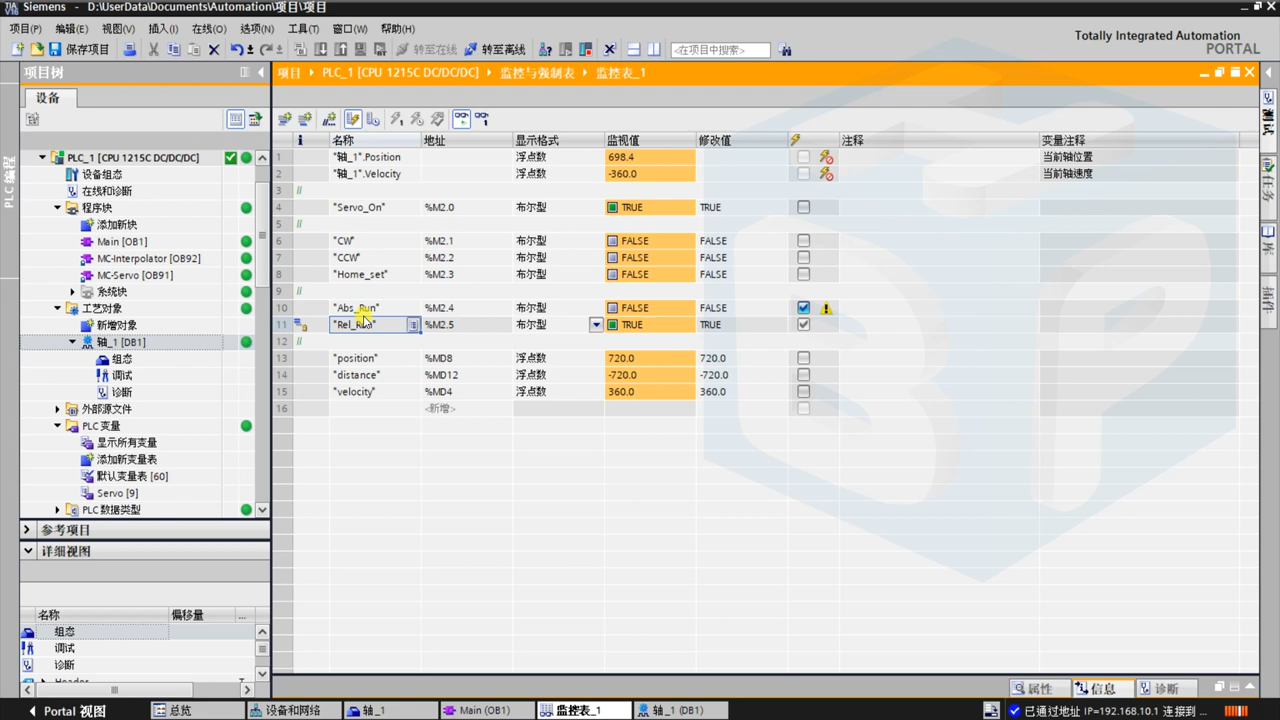 Siemens - D:\UserData\Documents\Automation\项目\项目
项目(P) 编辑(E) 视图(V) 插入(I) 在线(O) 选项(N) 工具(T) 窗口(W) 帮助(H)
保存项目 转至在线 转至离线 <在项目中搜索>
Totally Integrated Automation
PORTAL
项目树
项目 PLC_1 [CPU 1215C DC/DC/DC] 监控与强制表 监控表_1
设备
PLC 编程
i 名称 地址 显示格式 监视值 修改值 注释 变量注释
1 "轴_1".Position 浮点数 698.4 当前轴位置
2 "轴_1".Velocity 浮点数 -360.0 当前轴速度
3 //
4 "Servo_On" %M2.0 布尔型 TRUE TRUE
5 //
6 "CW" %M2.1 布尔型 FALSE FALSE
7 "CCW" %M2.2 布尔型 FALSE FALSE
8 "Home_set" %M2.3 布尔型 FALSE FALSE
9 //
10 "Abs_Run" %M2.4 布尔型 FALSE FALSE
11 "Rel_Run" %M2.5 布尔型 TRUE TRUE
12 //
13 "position" %MD8 浮点数 720.0 720.0
14 "distance" %MD12 浮点数 -720.0 -720.0
15 "velocity" %MD4 浮点数 360.0 360.0
16 <新增>
PLC_1 [CPU 1215C DC/DC/DC]
设备组态
在线和诊断
程序块
添加新块
Main [OB1]
MC-Interpolator [OB92]
MC-Servo [OB91]
系统块
工艺对象
新增对象
轴_1 [DB1]
组态
调试
诊断
外部源文件
PLC 变量
显示所有变量
添加新变量表
默认变量表 [60]
Servo [9]
PLC 数据类型
参考项目
详细视图
名称 偏移量 ...
组态
调试
诊断
Header
测试
任务
库
插件
属性 信息 诊断
Portal 视图 总览 设备和网络 轴_1 Main (OB1) 监控表_1 轴_1 (DB1) 已通过地址 IP=192.168.10.1 连接到